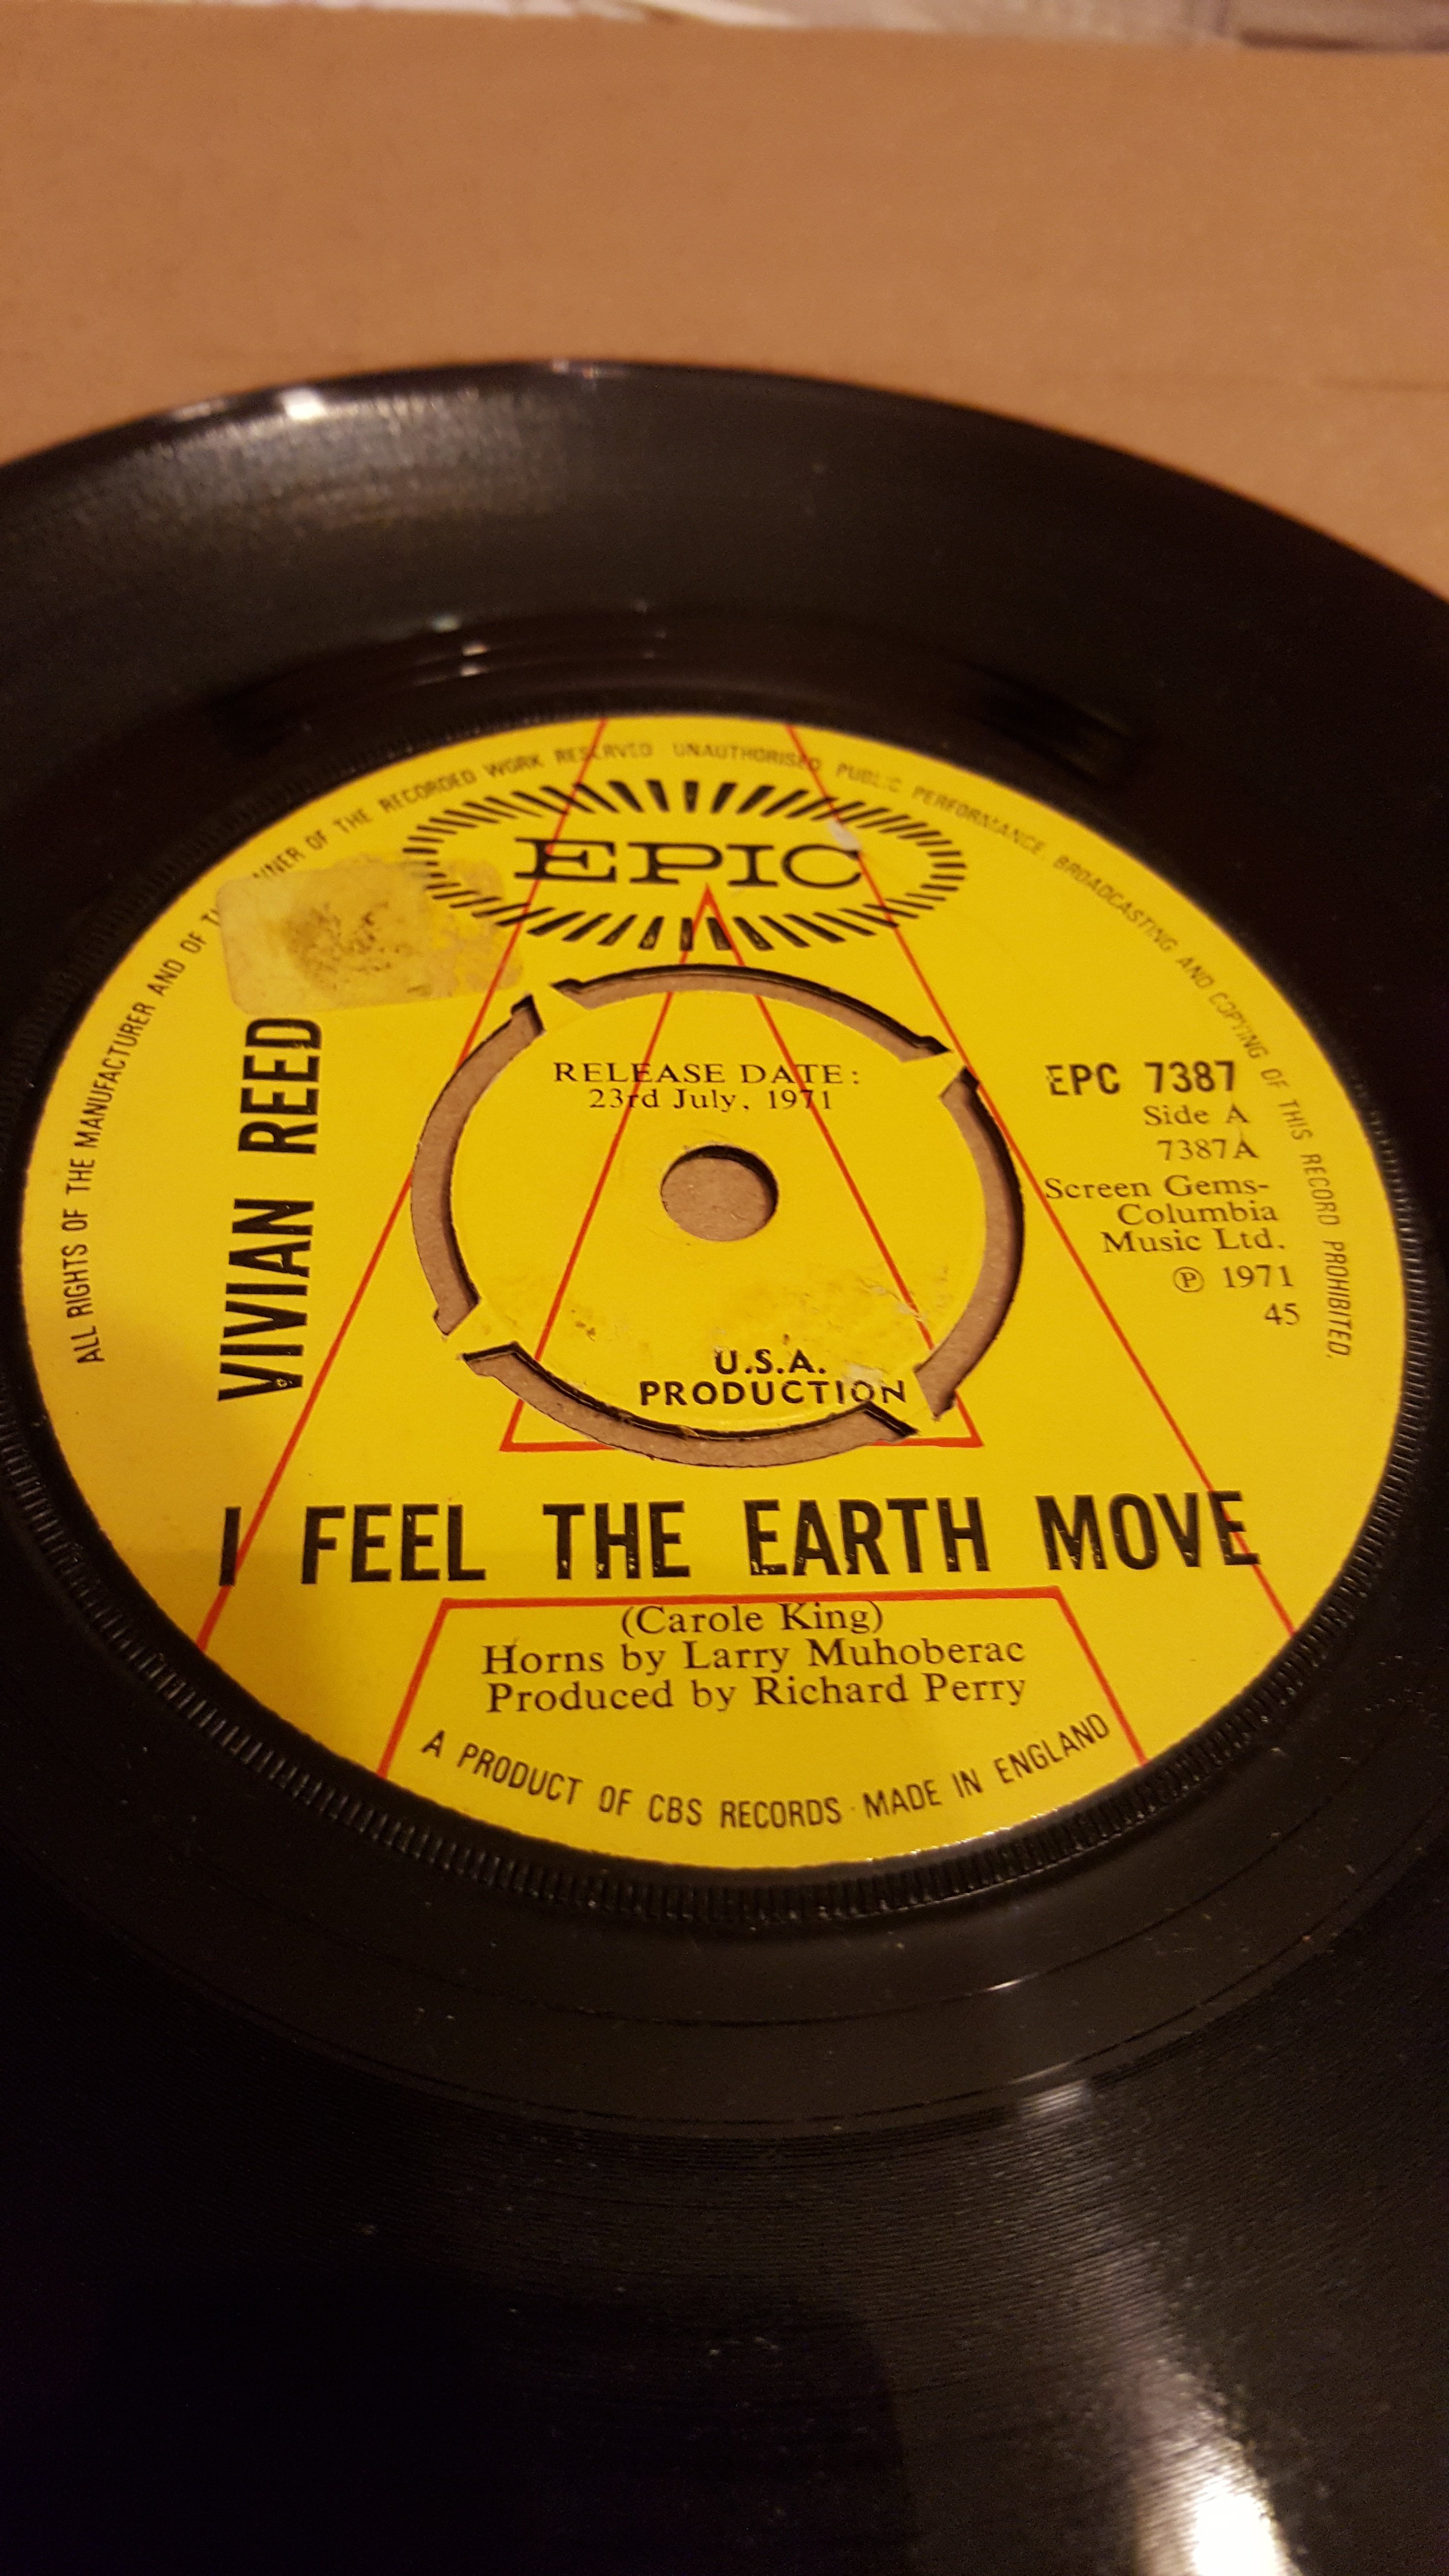 ALL RIGHTS OF THE MANUFACTURER AND OF OF THE RECORDED WORK RESERVED UNAUTHORISED PUBLIC PERFORMANCE, BROADCASTING AND COPYING OF THIS RECORD PROHIBITED.
EPIC
VIVIAN REED
RELEASE DATE:
23rd July, 1971
EPC 7387
Side A
7387A
Screen Gems-
Columbia
Music Ltd.
℗ 1971
45
U.S.A.
PRODUCTION
A
I FEEL THE EARTH MOVE
(Carole King)
Horns by Larry Muhoberac
Produced by Richard Perry
A PRODUCT OF CBS RECORDS · MADE IN ENGLAND